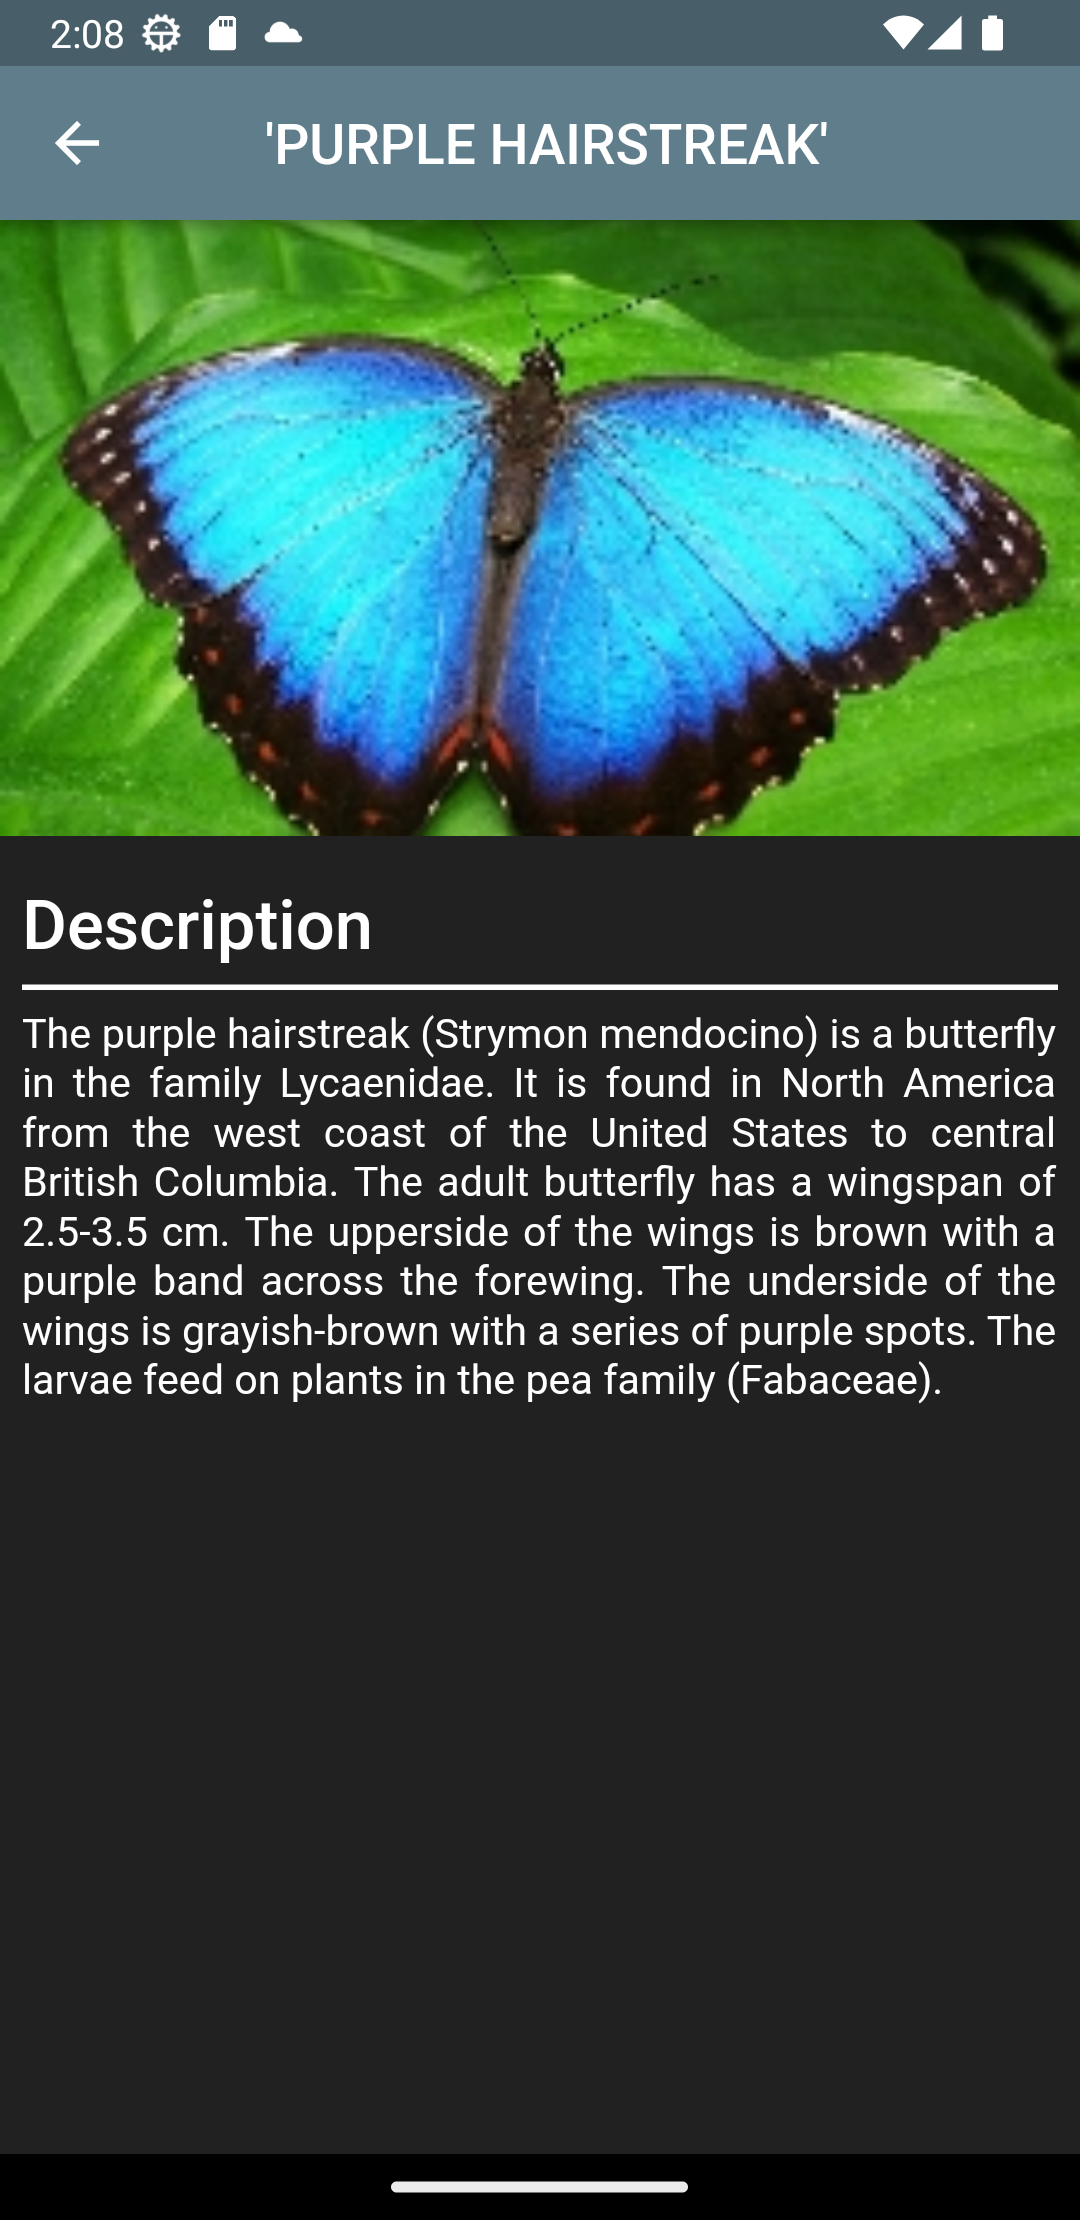 2:08
'PURPLE HAIRSTREAK'
Description
The purple hairstreak (Strymon mendocino) is a butterfly
in the family Lycaenidae. It is found in North America
from the west coast of the United States to central
British Columbia. The adult butterfly has a wingspan of
2.5-3.5 cm. The upperside of the wings is brown with a
purple band across the forewing. The underside of the
wings is grayish-brown with a series of purple spots. The
larvae feed on plants in the pea family (Fabaceae).